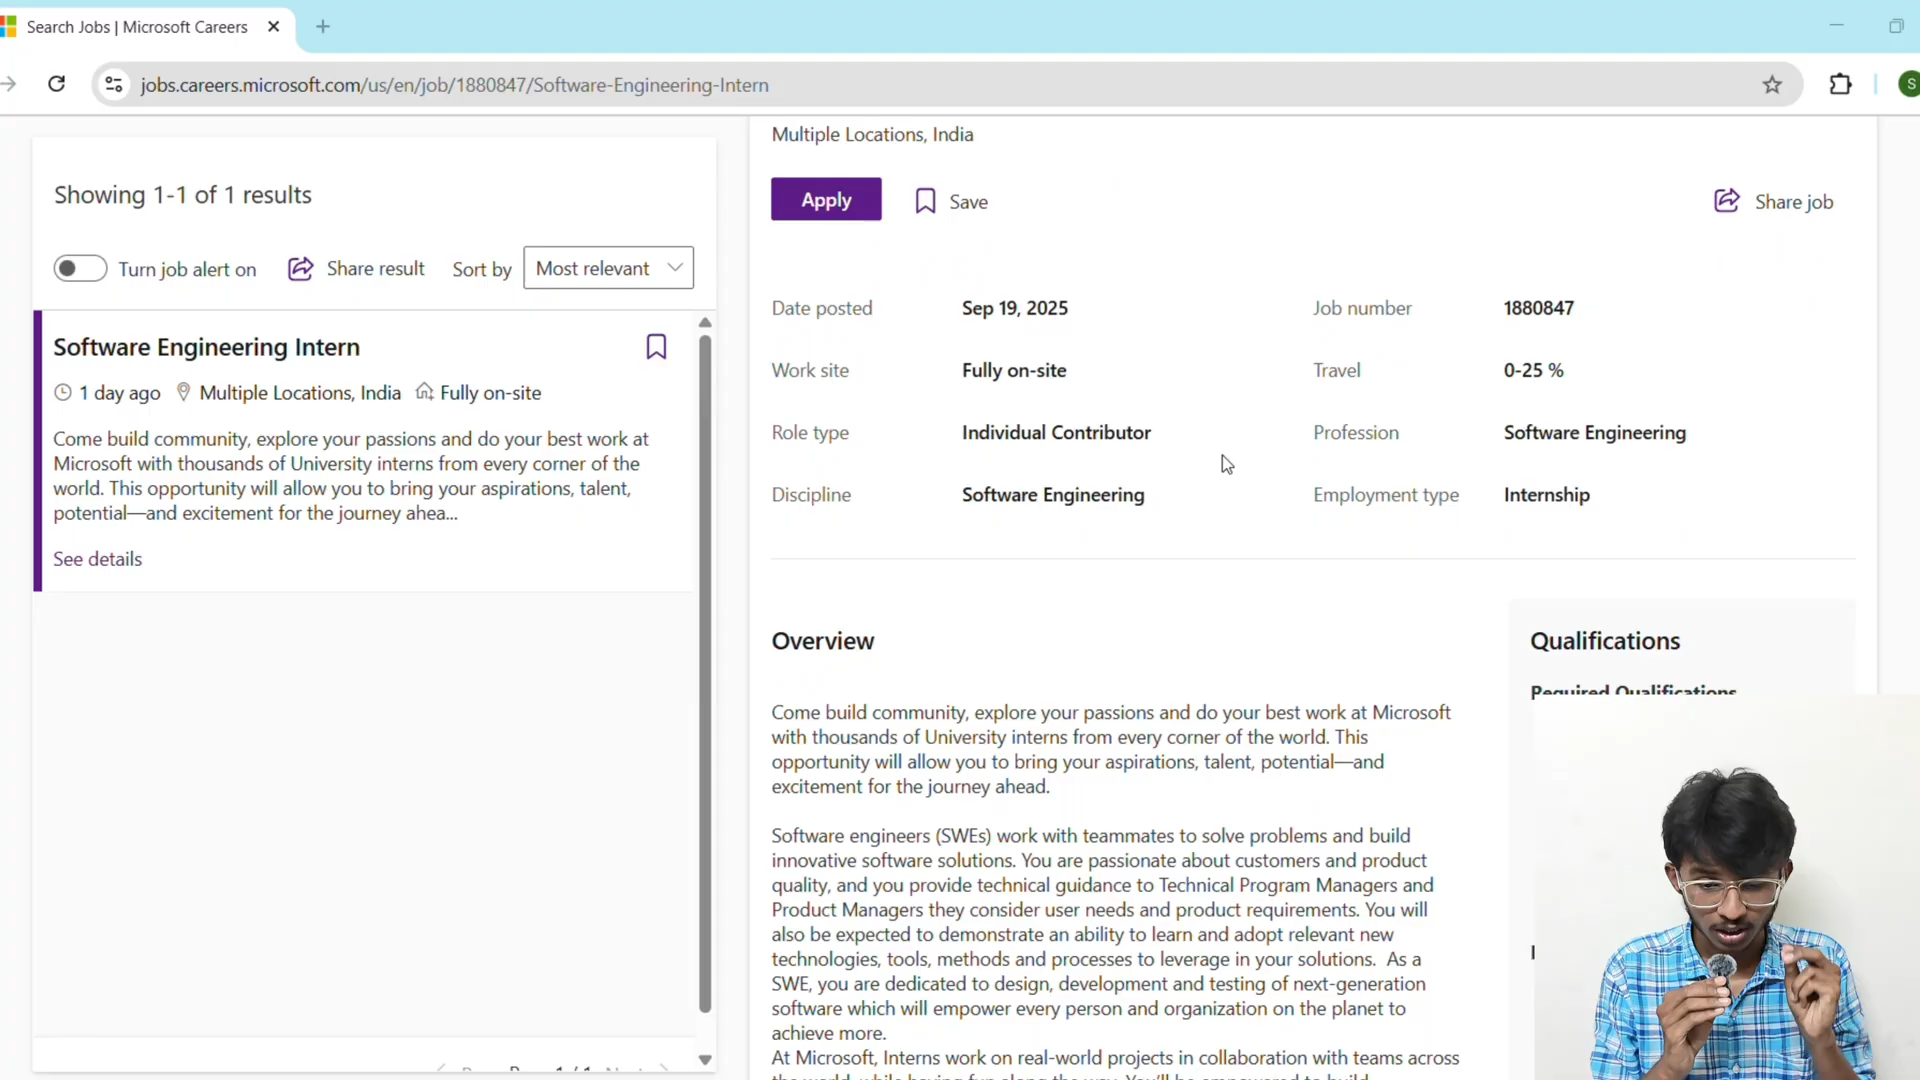 Search Jobs | Microsoft Careers
jobs.careers.microsoft.com/us/en/job/1880847/Software-Engineering-Intern
S
Showing 1-1 of 1 results
Turn job alert on
Share result
Sort by
Most relevant
Software Engineering Intern
1 day ago
Multiple Locations, India
Fully on-site
Come build community, explore your passions and do your best work at
Microsoft with thousands of University interns from every corner of the
world. This opportunity will allow you to bring your aspirations, talent,
potential—and excitement for the journey ahea...
See details
Multiple Locations, India
Apply
Save
Share job
Date posted
Sep 19, 2025
Job number
1880847
Work site
Fully on-site
Travel
0-25 %
Role type
Individual Contributor
Profession
Software Engineering
Discipline
Software Engineering
Employment type
Internship
Overview
Come build community, explore your passions and do your best work at Microsoft
with thousands of University interns from every corner of the world. This
opportunity will allow you to bring your aspirations, talent, potential—and
excitement for the journey ahead.
Software engineers (SWEs) work with teammates to solve problems and build
innovative software solutions. You are passionate about customers and product
quality, and you provide technical guidance to Technical Program Managers and
Product Managers they consider user needs and product requirements. You will
also be expected to demonstrate an ability to learn and adopt relevant new
technologies, tools, methods and processes to leverage in your solutions. As a
SWE, you are dedicated to design, development and testing of next-generation
software which will empower every person and organization on the planet to
achieve more.
At Microsoft, Interns work on real-world projects in collaboration with teams across
Qualifications
Required Qualifications